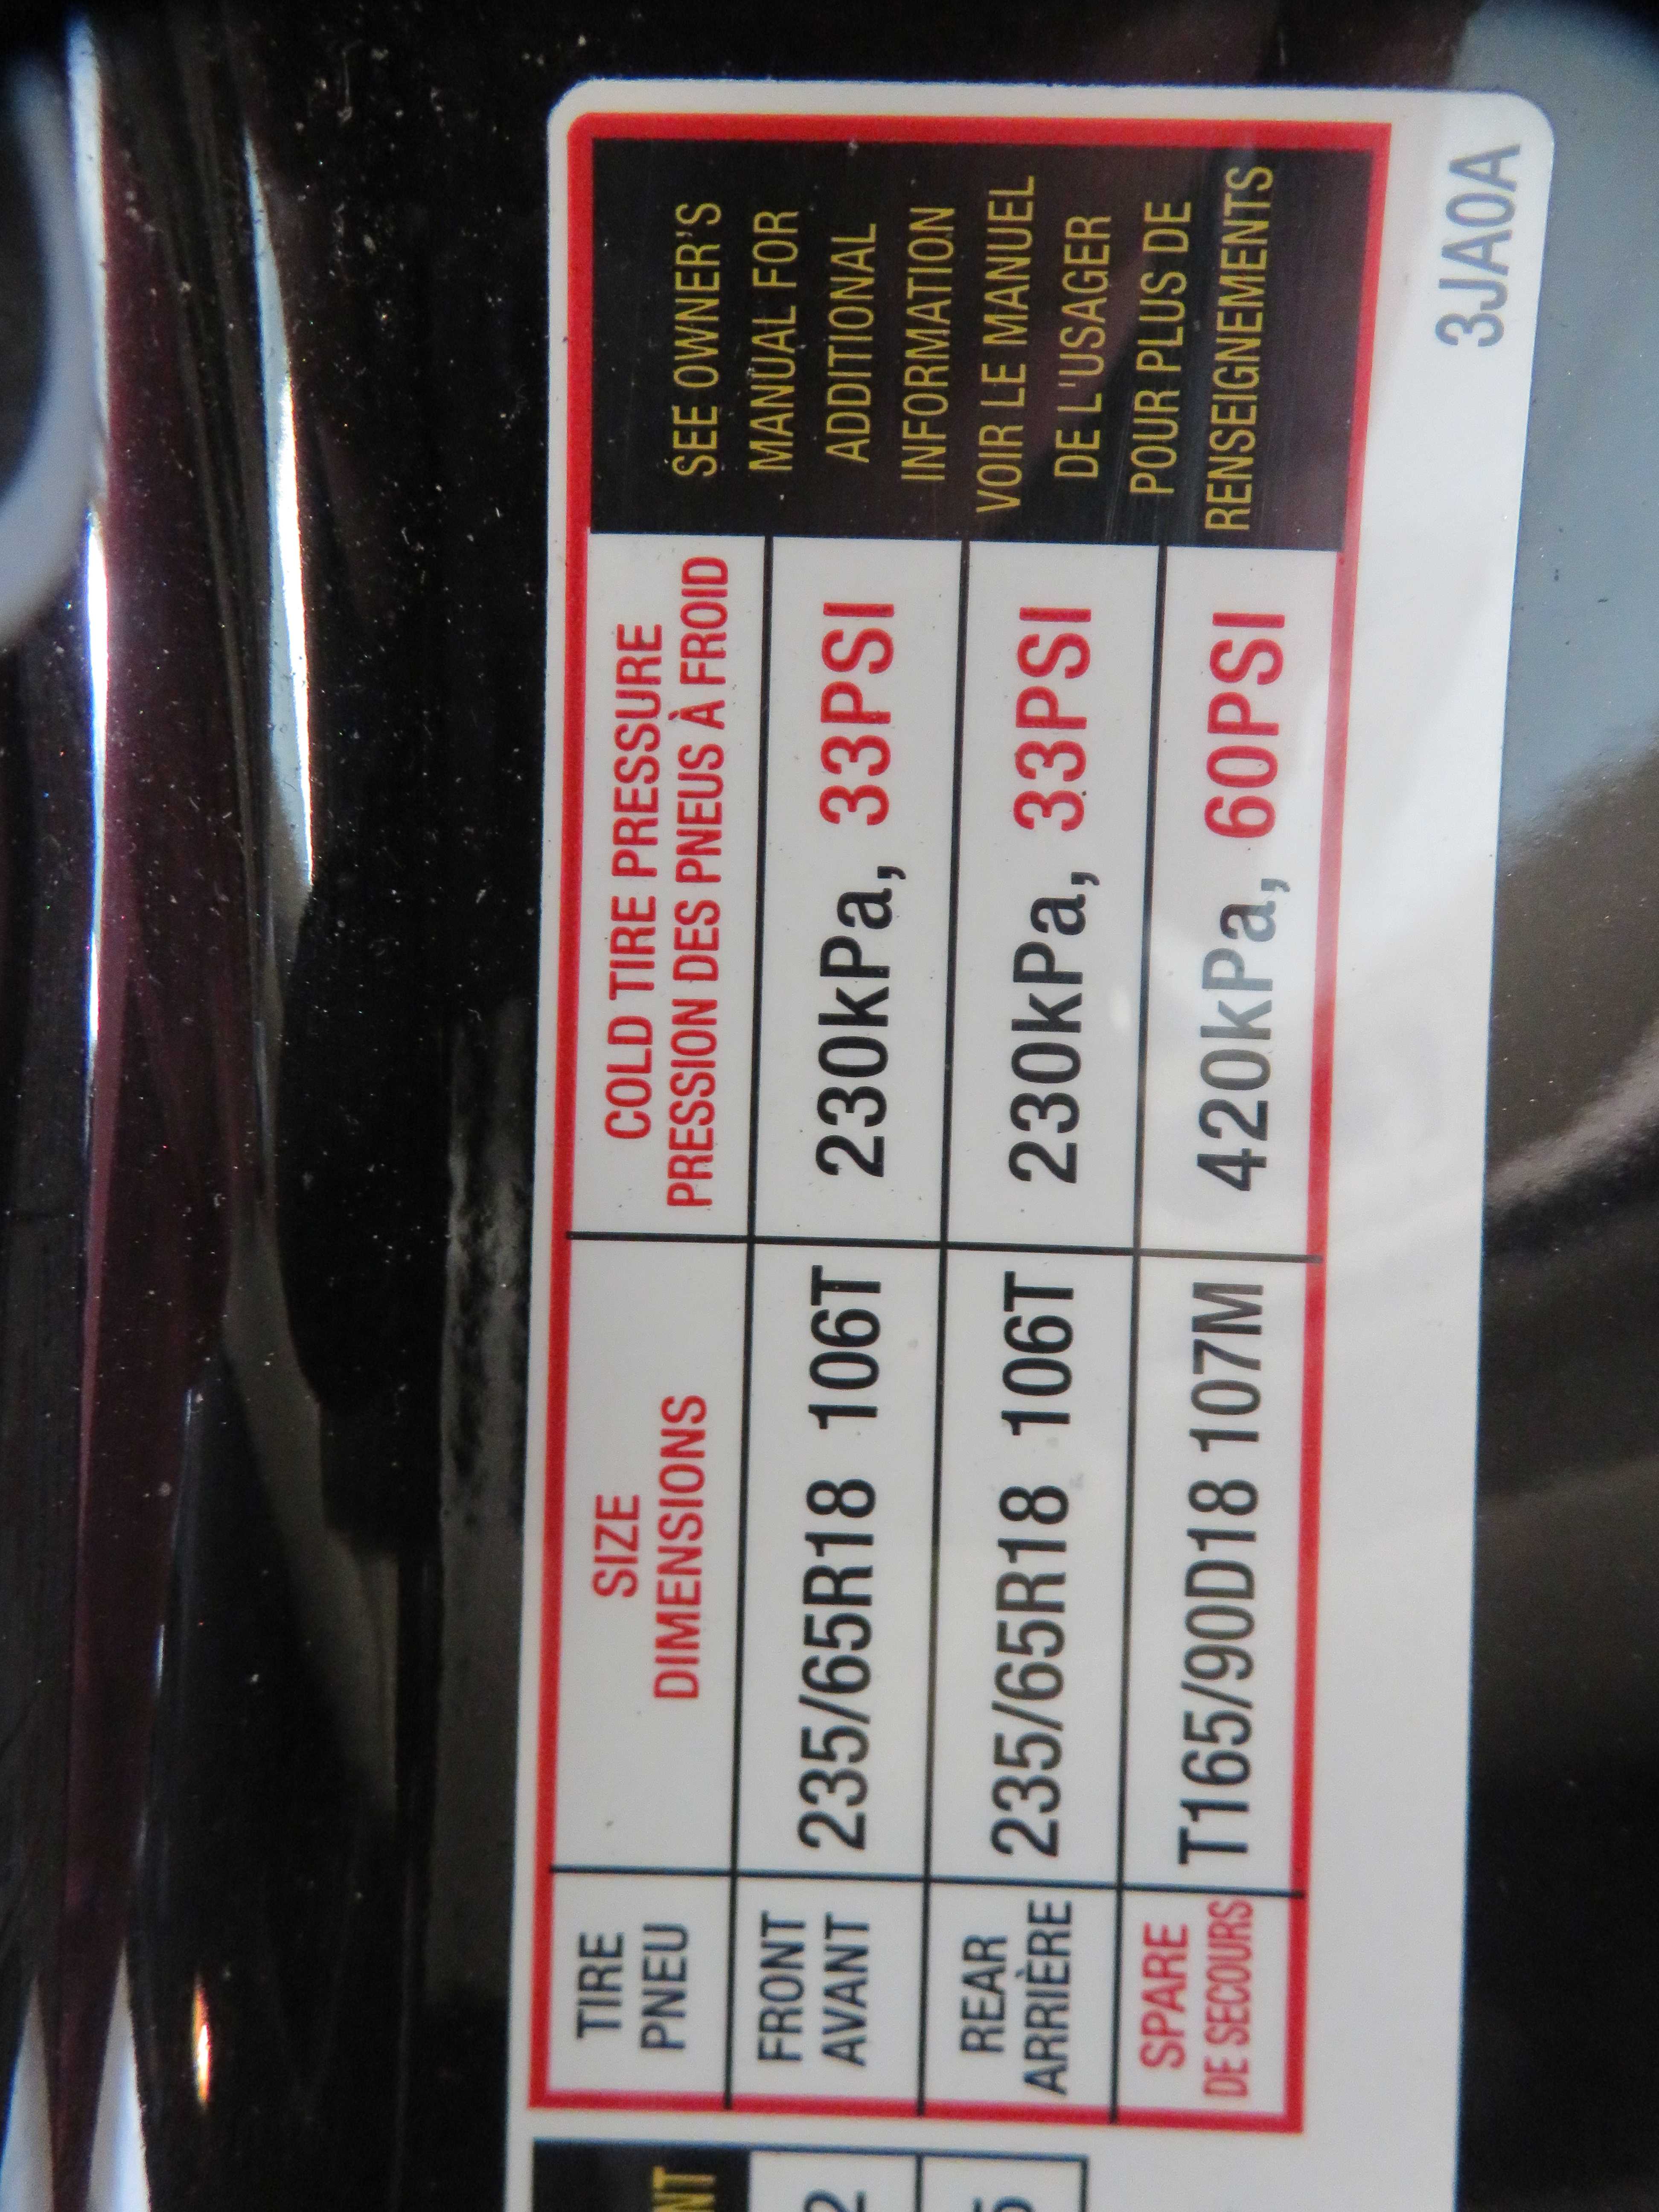 TIRE SIZE COLD TIRE PRESSURE
PNEU DIMENSIONS PRESSION DES PNEUS À FROID
FRONT 235/65R18 106T 230kPa, 33PSI
AVANT
REAR 235/65R18 106T 230kPa, 33PSI
ARRIÈRE
SPARE T165/90D18 107M 420kPa, 60PSI
DE SECOURS
SEE OWNER'S
MANUAL FOR
ADDITIONAL
INFORMATION
VOIR LE MANUEL
DE L'USAGER
POUR PLUS DE
RENSEIGNEMENTS
3JA0A